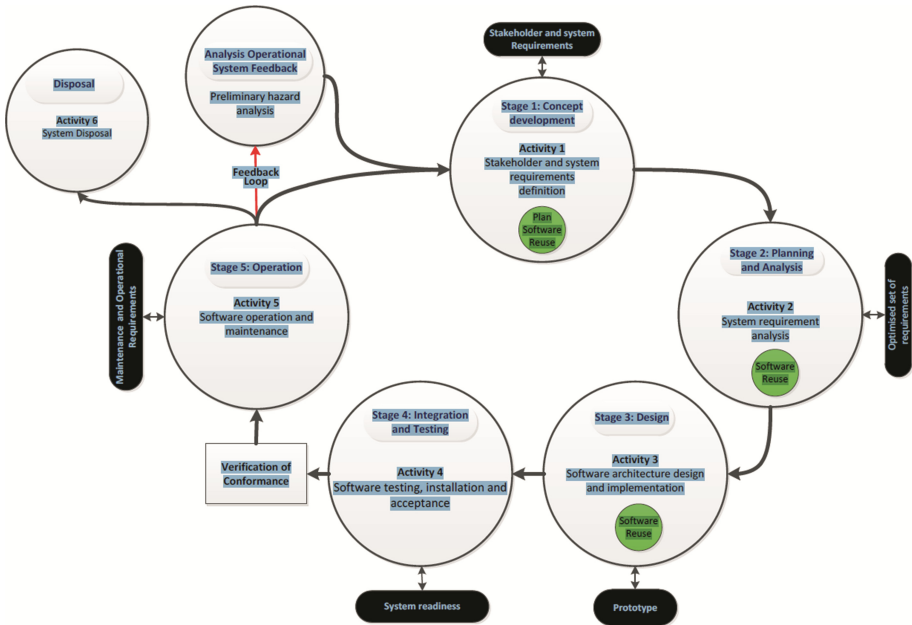 Stakeholder and system
Requirements
Analysis Operational
System Feedback
Preliminary hazard
analysis
Disposal
Activity 6
System Disposal
Feedback
Loop
Stage 1: Concept
development
Activity 1
Stakeholder and system
requirements
definition
Plan
Software
Reuse
Stage 2: Planning
and Analysis
Activity 2
System requirement
analysis
Software
Reuse
Optimised set of
requirements
Stage 3: Design
Activity 3
Software architecture design
and implementation
Software
Reuse
Prototype
Stage 4: Integration
and Testing
Activity 4
Software testing, installation and
acceptance
System readiness
Verification of
Conformance
Stage 5: Operation
Activity 5
Software operation and
maintenance
Maintenance and Operational
Requirements